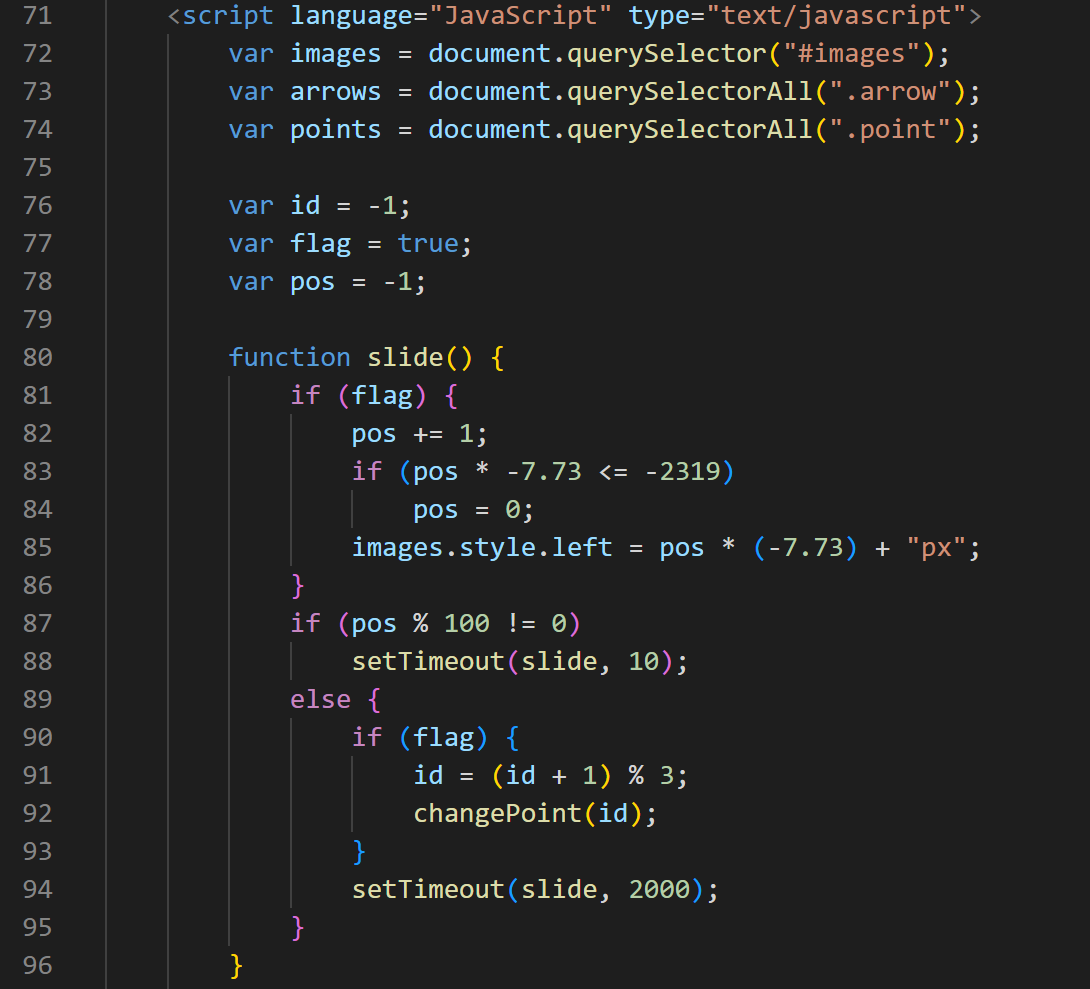 71 <script language="JavaScript" type="text/javascript">
72 var images = document.querySelector("#images");
73 var arrows = document.querySelectorAll(".arrow");
74 var points = document.querySelectorAll(".point");
75
76 var id = -1;
77 var flag = true;
78 var pos = -1;
79
80 function slide() {
81 if (flag) {
82 pos += 1;
83 if (pos * -7.73 <= -2319)
84 pos = 0;
85 images.style.left = pos * (-7.73) + "px";
86 }
87 if (pos % 100 != 0)
88 setTimeout(slide, 10);
89 else {
90 if (flag) {
91 id = (id + 1) % 3;
92 changePoint(id);
93 }
94 setTimeout(slide, 2000);
95 }
96 }